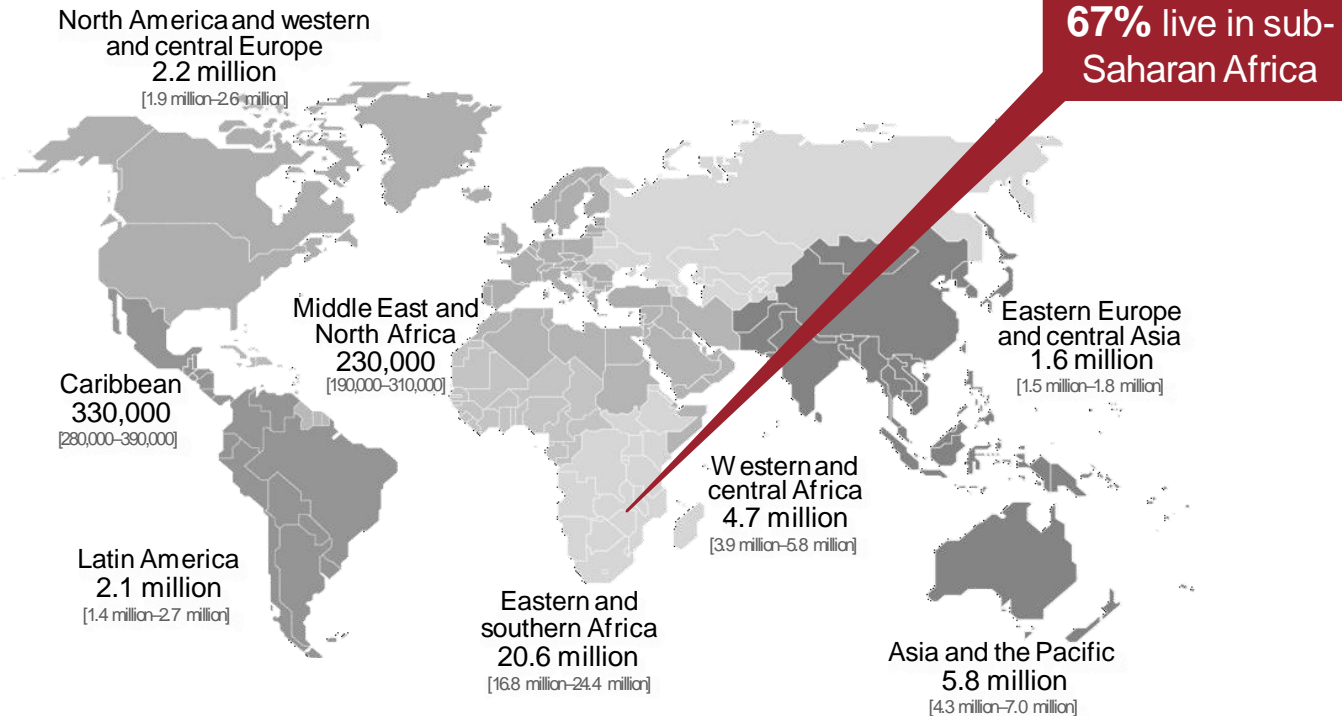 North America and western
and central Europe
2.2 million
[1.9 million–2.6 million]
67% live in sub-
Saharan Africa
Middle East and
North Africa
230,000
[190,000–310,000]
Eastern Europe
and central Asia
1.6 million
[1.5 million–1.8 million]
Caribbean
330,000
[280,000–390,000]
Western and
central Africa
4.7 million
[3.9 million–5.8 million]
Latin America
2.1 million
[1.4 million–2.7 million]
Eastern and
southern Africa
20.6 million
[16.8 million–24.4 million]
Asia and the Pacific
5.8 million
[4.3 million–7.0 million]